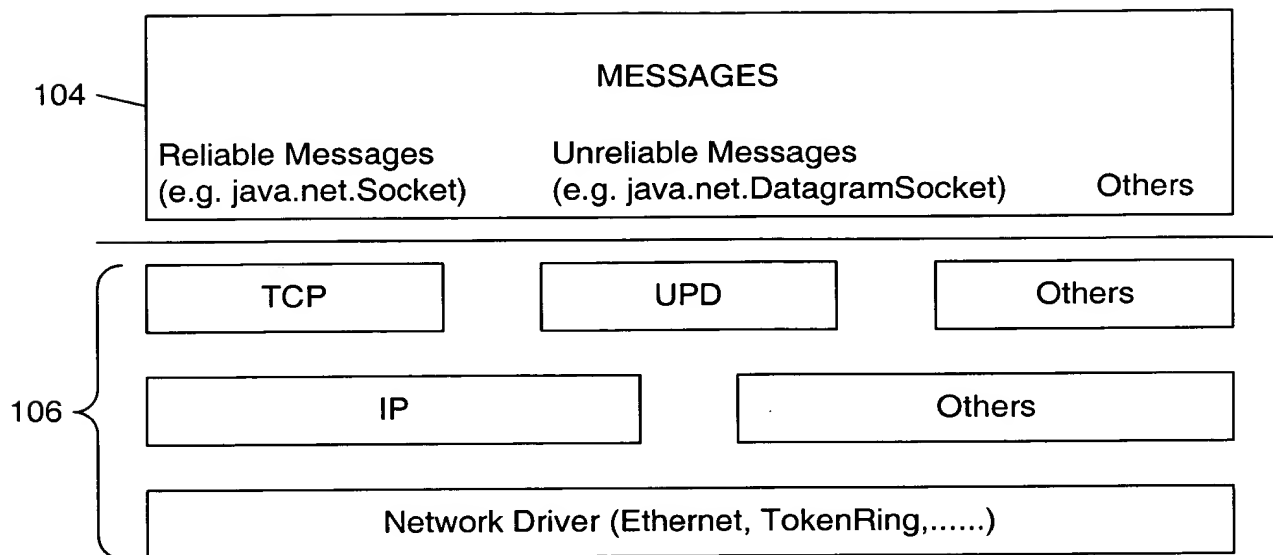 MESSAGES
104
Reliable Messages
(e.g. java.net.Socket)
Unreliable Messages
(e.g. java.net.DatagramSocket)
Others
TCP
UPD
Others
106
IP
Others
Network Driver (Ethernet, TokenRing,......)